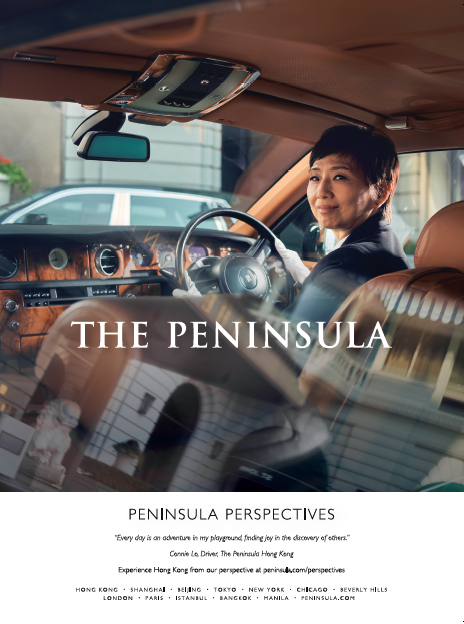 THE PENINSULA
PENINSULA PERSPECTIVES
“Every day is an adventure in my playground, finding joy in the discovery of others.”
Connie Lo, Driver, The Peninsula Hong Kong
Experience Hong Kong from our perspective at peninsula.com/perspectives
HONG KONG · SHANGHAI · BEIJING · TOKYO · NEW YORK · CHICAGO · BEVERLY HILLS
LONDON · PARIS · ISTANBUL · BANGKOK · MANILA · PENINSULA.COM